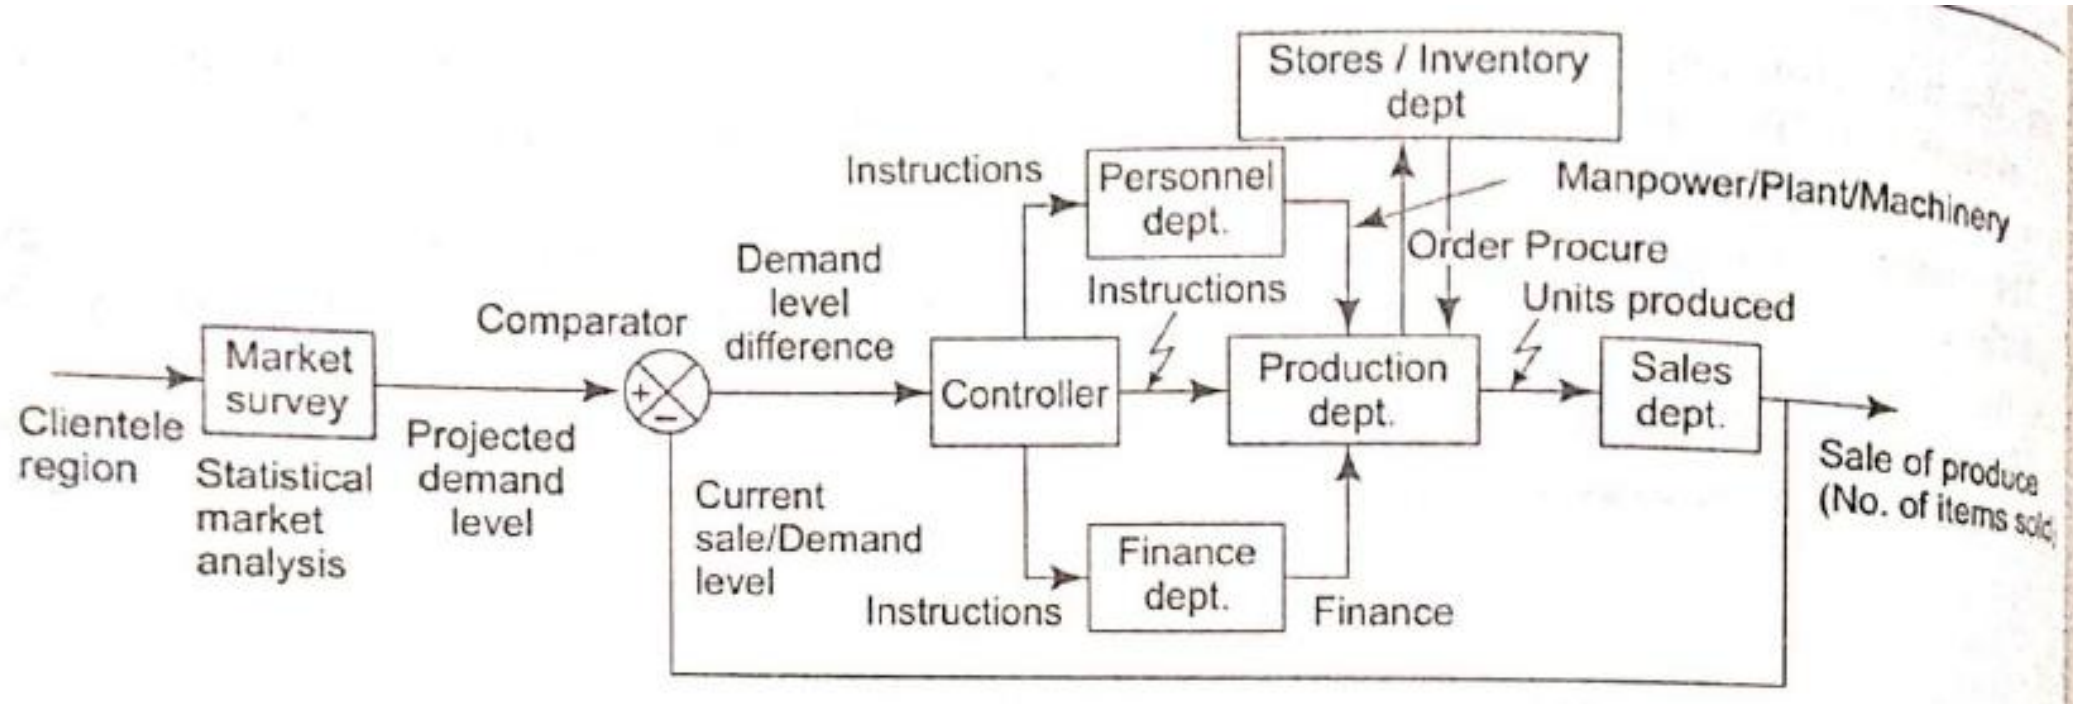 Stores / Inventory
dept
Instructions
Personnel
dept.
Manpower/Plant/Machinery
Order Procure
Demand
level
difference
Instructions
Units produced
Comparator
Market
survey
+
−
Controller
Production
dept.
Sales
dept.
Clientele
region
Statistical
market
analysis
Projected
demand
level
Current
sale/Demand
level
Sale of produce
(No. of items sold)
Finance
dept.
Instructions
Finance